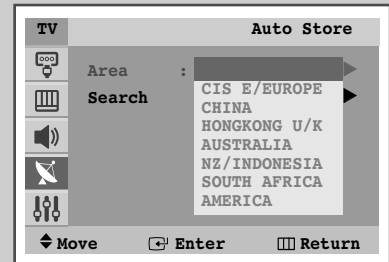 TV Auto Store
Area :
Search
CIS E/EUROPE
CHINA
HONGKONG U/K
AUSTRALIA
NZ/INDONESIA
SOUTH AFRICA
AMERICA
Move Enter Return